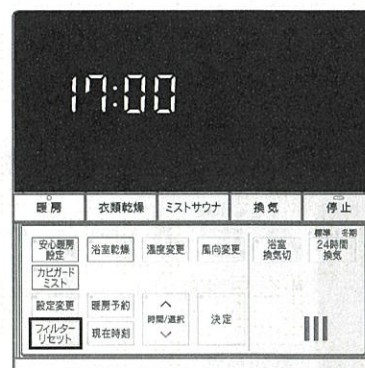 17:00
暖房 衣類乾燥 ミストサウナ 換気 停止
安心暖房
設定
浴室乾燥 温度変更 風向変更
浴室
換気切
標準 冬期
24時間
換気
カビガード
ミスト
設定変更 暖房予約
時間/選択
決定
フィルター
リセット
現在時刻